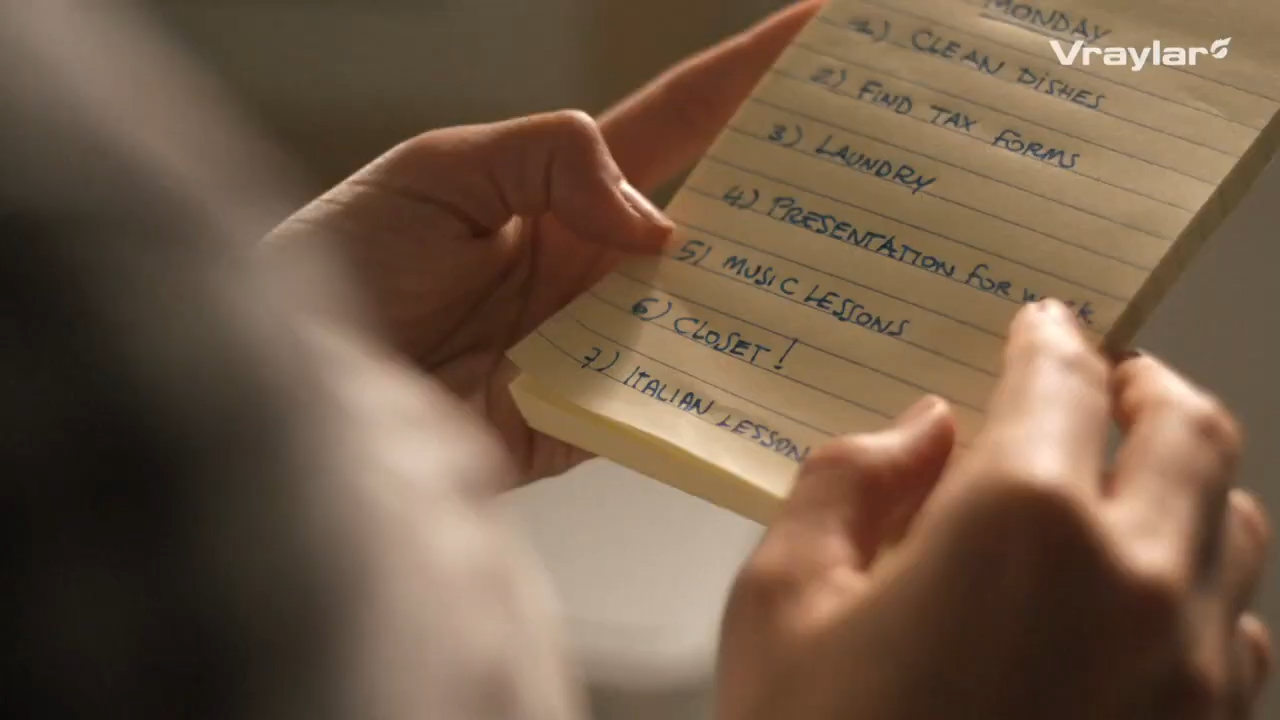 MONDAY
Vraylar
1) CLEAN DISHES
2) FIND TAX FORMS
3) LAUNDRY
4) PRESENTATION FOR WORK
5) MUSIC LESSONS
6) CLOSET!
7) ITALIAN LESSON